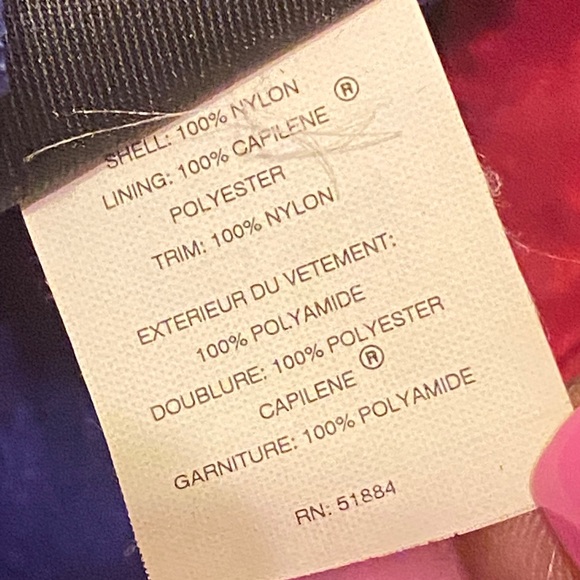 SHELL: 100% NYLON
LINING: 100% CAPILENE ®
POLYESTER
TRIM: 100% NYLON
EXTERIEUR DU VETEMENT:
100% POLYAMIDE
DOUBLURE: 100% POLYESTER
CAPILENE ®
GARNITURE: 100% POLYAMIDE
RN: 51884